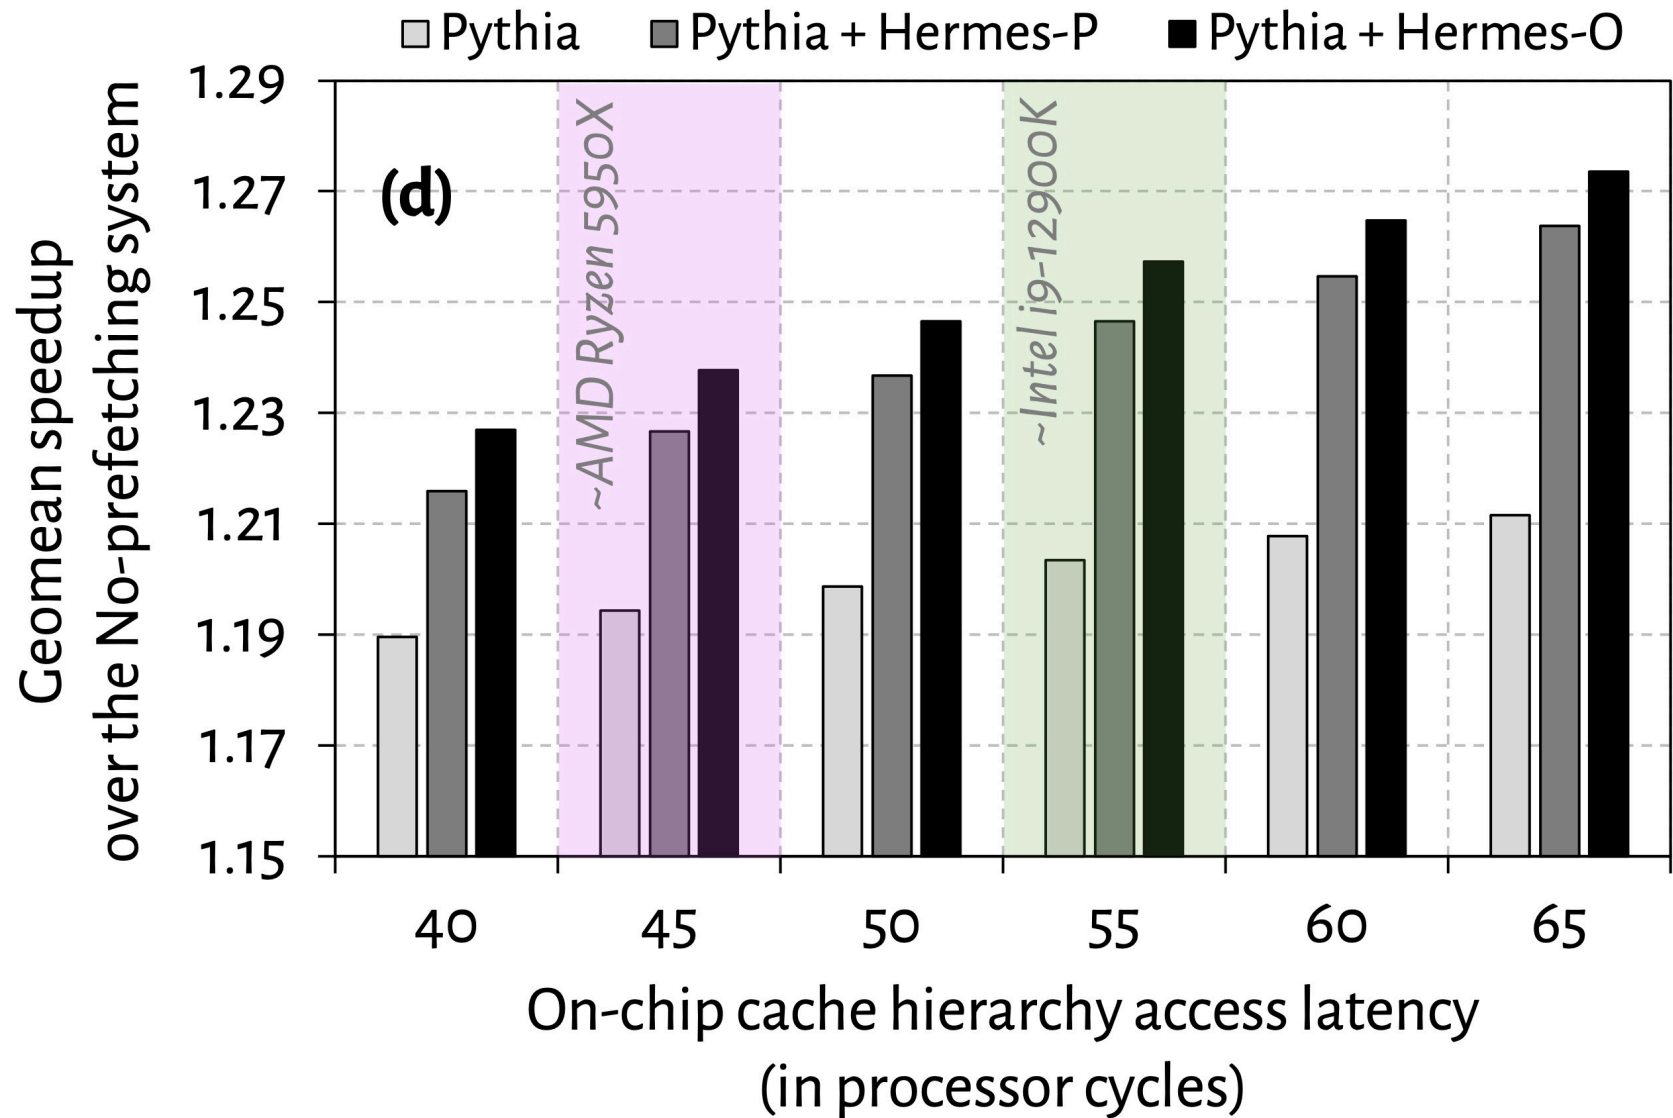 Pythia Pythia + Hermes-P Pythia + Hermes-O
Geomean speedup
over the No-prefetching system
1.29
1.27
1.25
1.23
1.21
1.19
1.17
1.15
(d)
~AMD Ryzen 5950X
~Intel i9-12900K
40 45 50 55 60 65
On-chip cache hierarchy access latency
(in processor cycles)